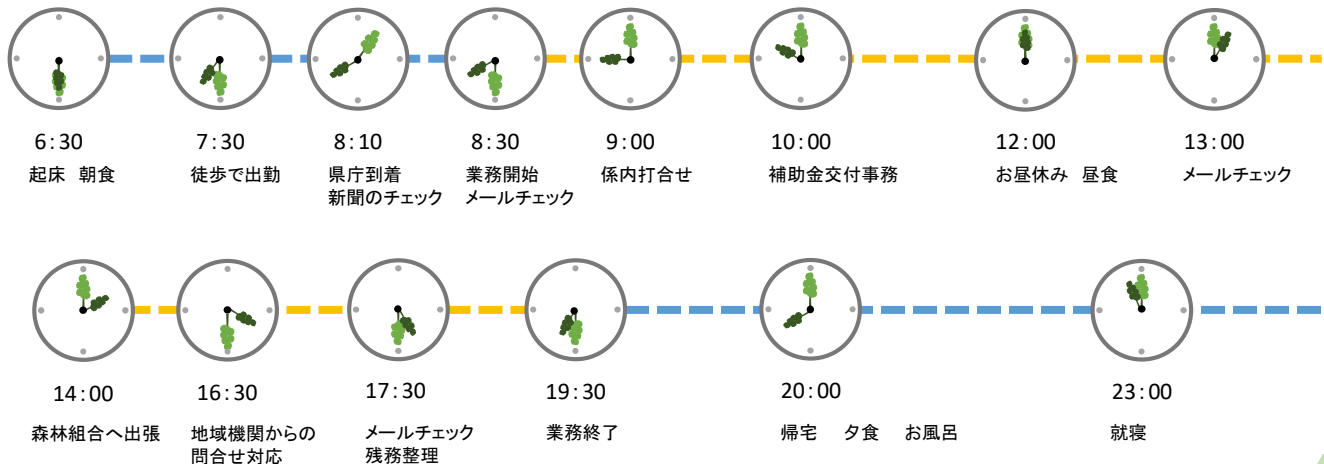 6:30
起床　朝食
7:30
徒歩で出勤
8:10
県庁到着
新聞のチェック
8:30
業務開始
メールチェック
9:00
係内打合せ
10:00
補助金交付事務
12:00
お昼休み　昼食
13:00
メールチェック
14:00
森林組合へ出張
16:30
地域機関からの
問合せ対応
17:30
メールチェック
残務整理
19:30
業務終了
20:00
帰宅　夕食　お風呂
23:00
就寝